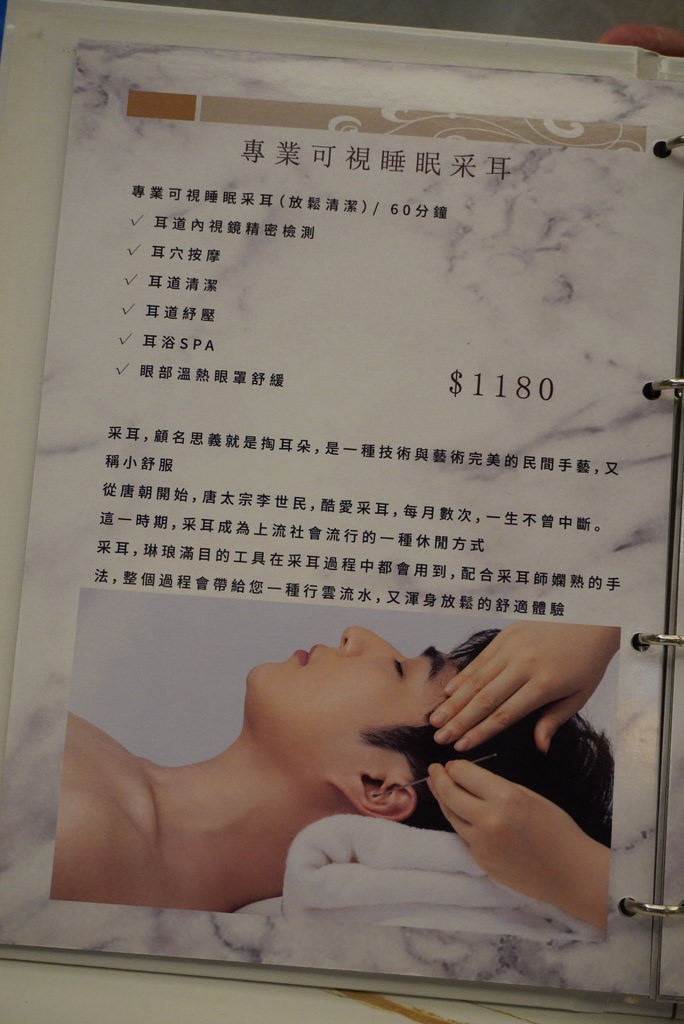 專業可視睡眠采耳
專業可視睡眠采耳(放鬆清潔)/ 60分鐘
✓ 耳道內視鏡精密檢測
✓ 耳穴按摩
✓ 耳道清潔
✓ 耳道紓壓
✓ 耳浴SPA
✓ 眼部溫熱眼罩舒緩
$1180
采耳,顧名思義就是掏耳朵,是一種技術與藝術完美的民間手藝,又
稱小舒服
從唐朝開始,唐太宗李世民,酷愛采耳,每月數次,一生不曾中斷。
這一時期,采耳成為上流社會流行的一種休閒方式
采耳,琳琅滿目的工具在采耳過程中都會用到,配合采耳師嫻熟的手
法,整個過程會帶給您一種行雲流水,又渾身放鬆的舒適體驗